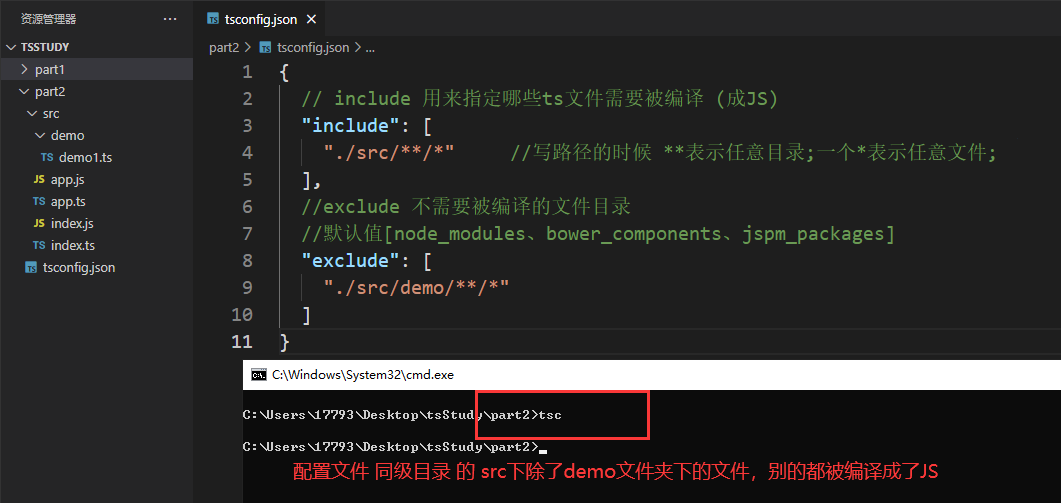 资源管理器
···
TSSTUDY
part1
part2
src
demo
TS demo1.ts
JS app.js
TS app.ts
JS index.js
TS index.ts
TS tsconfig.json
TS tsconfig.json ×
part2 > TS tsconfig.json > ...
1 {
2 // include 用来指定哪些ts文件需要被编译 (成JS)
3 "include": [
4 "./src/**/*" //写路径的时候 **表示任意目录;一个*表示任意文件;
5 ],
6 //exclude 不需要被编译的文件目录
7 //默认值[node_modules、bower_components、jspm_packages]
8 "exclude": [
9 "./src/demo/**/*"
10 ]
11 }
C:\Windows\System32\cmd.exe
C:\Users\17793\Desktop\tsStudy\part2>tsc
C:\Users\17793\Desktop\tsStudy\part2>
配置文件 同级目录 的 src下除了demo文件夹下的文件，别的都被编译成了JS